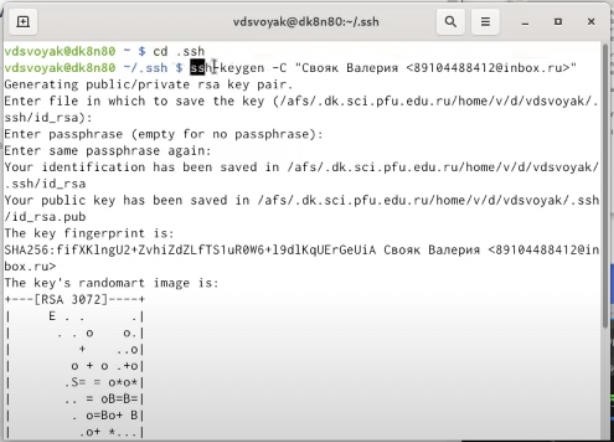 vdsvoyak@dk8n80:~/.ssh
vdsvoyak@dk8n80 ~ $ cd .ssh
vdsvoyak@dk8n80 ~/.ssh $ ssh-keygen -C "Свояк Валерия <89104488412@inbox.ru>"
Generating public/private rsa key pair.
Enter file in which to save the key (/afs/.dk.sci.pfu.edu.ru/home/v/d/vdsvoyak/.
ssh/id_rsa):
Enter passphrase (empty for no passphrase):
Enter same passphrase again:
Your identification has been saved in /afs/.dk.sci.pfu.edu.ru/home/v/d/vdsvoyak/
.ssh/id_rsa
Your public key has been saved in /afs/.dk.sci.pfu.edu.ru/home/v/d/vdsvoyak/.ssh
/id_rsa.pub
The key fingerprint is:
SHA256:fifXKlngU2+ZvhiZdZLfTS1uR0W6+l9dlKqUErGeUiA Свояк Валерия <89104488412@in
box.ru>
The key's randomart image is:
+---[RSA 3072]----+
|     E . .      .|
|      . . o    o.|
|         +    ..o|
|        o + o .+o|
|       .S= = o*o*|
|       .. = oB=B=|
|        . o=Bo+ B|
|         .o+ *...|